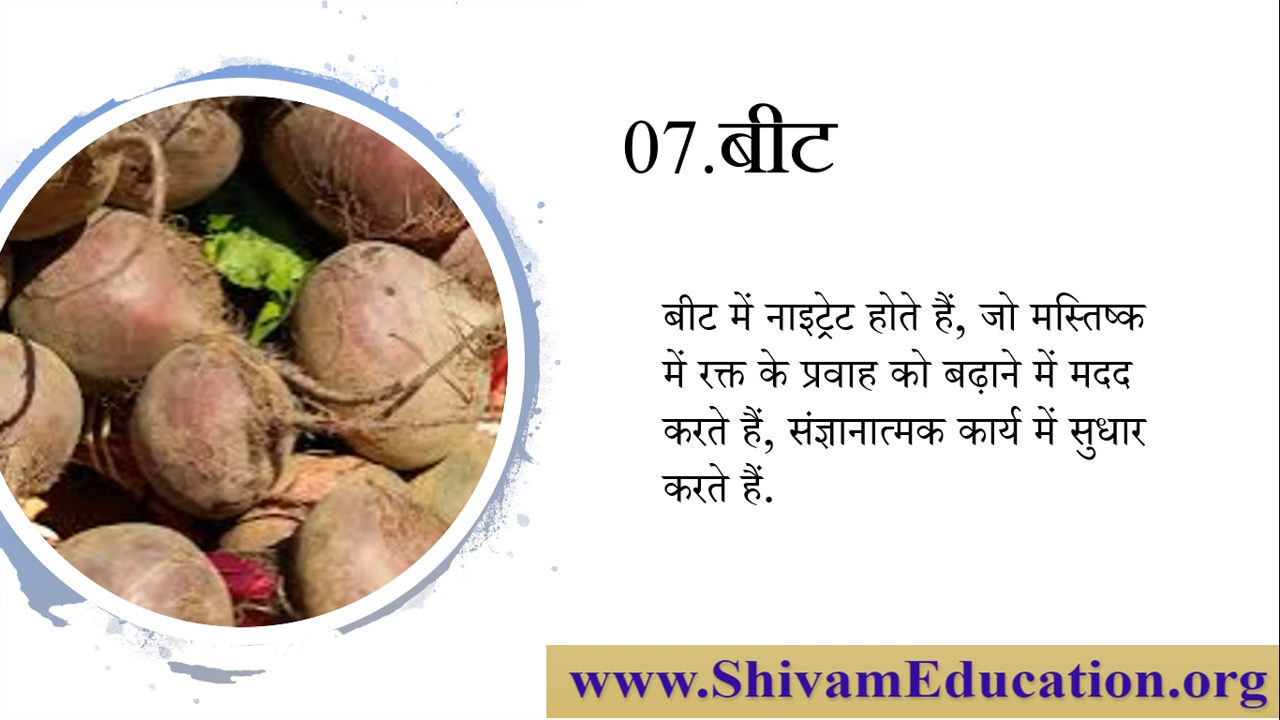 07.बीट
बीट में नाइट्रेट होते हैं, जो मस्तिष्क
में रक्त के प्रवाह को बढ़ाने में मदद
करते हैं, संज्ञानात्मक कार्य में सुधार
करते हैं.
www.ShivamEducation.org